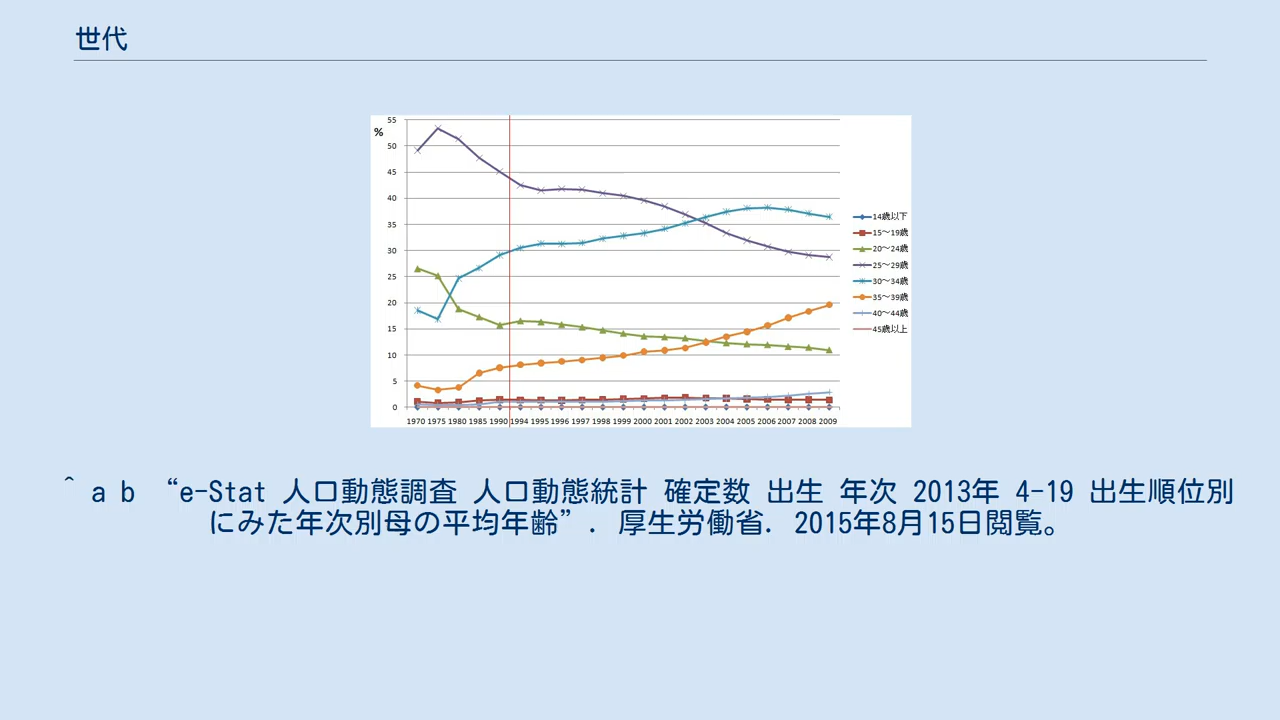 世代
%
55
50
45
40
35
30
25
20
15
10
5
0
1970 1975 1980 1985 1990 1994 1995 1996 1997 1998 1999 2000 2001 2002 2003 2004 2005 2006 2007 2008 2009
14歳以下
15～19歳
20～24歳
25～29歳
30～34歳
35～39歳
40～44歳
45歳以上
^ a b “e-Stat 人口動態調査 人口動態統計 確定数 出生 年次 2013年 4-19 出生順位別
にみた年次別母の平均年齢”. 厚生労働省. 2015年8月15日閲覧。